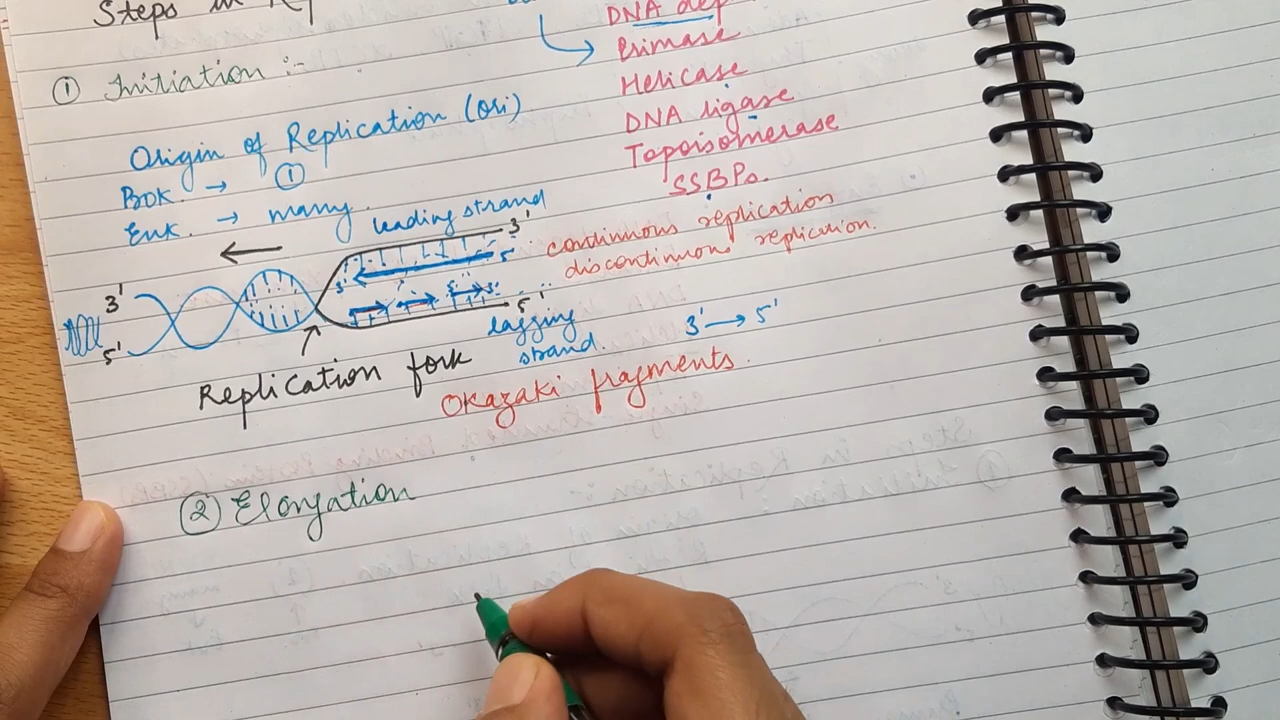 Steps in
DNA dep
Primase
Helicase
DNA ligase
Topoisomerase
SSBPs.
① Initiation :-
Origin of Replication (ori)
Prok. → ①
Euk. → many
leading strand
3'
5'
continuous replication
discontinuous replication.
3'
5'
3'
5'
lagging
strand.
3' → 5'
Replication fork
Okazaki fragments.
② Elongation